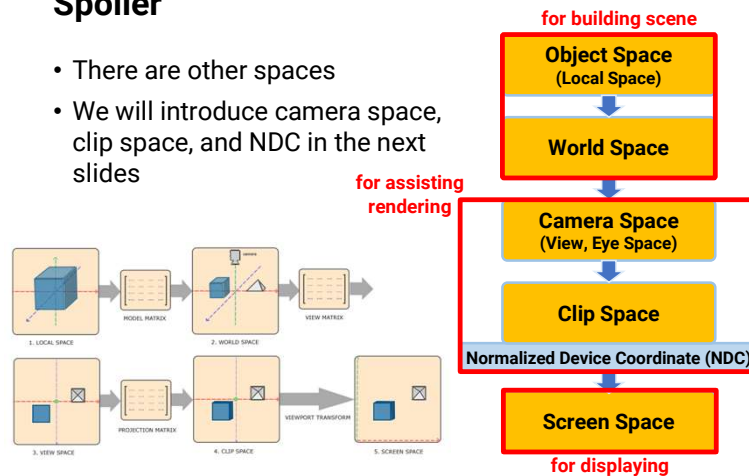 Spoiler
• There are other spaces
• We will introduce camera space,
clip space, and NDC in the next
slides
for building scene
Object Space
(Local Space)
World Space
for assisting
rendering
Camera Space
(View, Eye Space)
Clip Space
Normalized Device Coordinate (NDC)
Screen Space
for displaying
1. LOCAL SPACE
MODEL MATRIX
camera
2. WORLD SPACE
VIEW MATRIX
3. VIEW SPACE
PROJECTION MATRIX
4. CLIP SPACE
VIEWPORT TRANSFORM
5. SCREEN SPACE